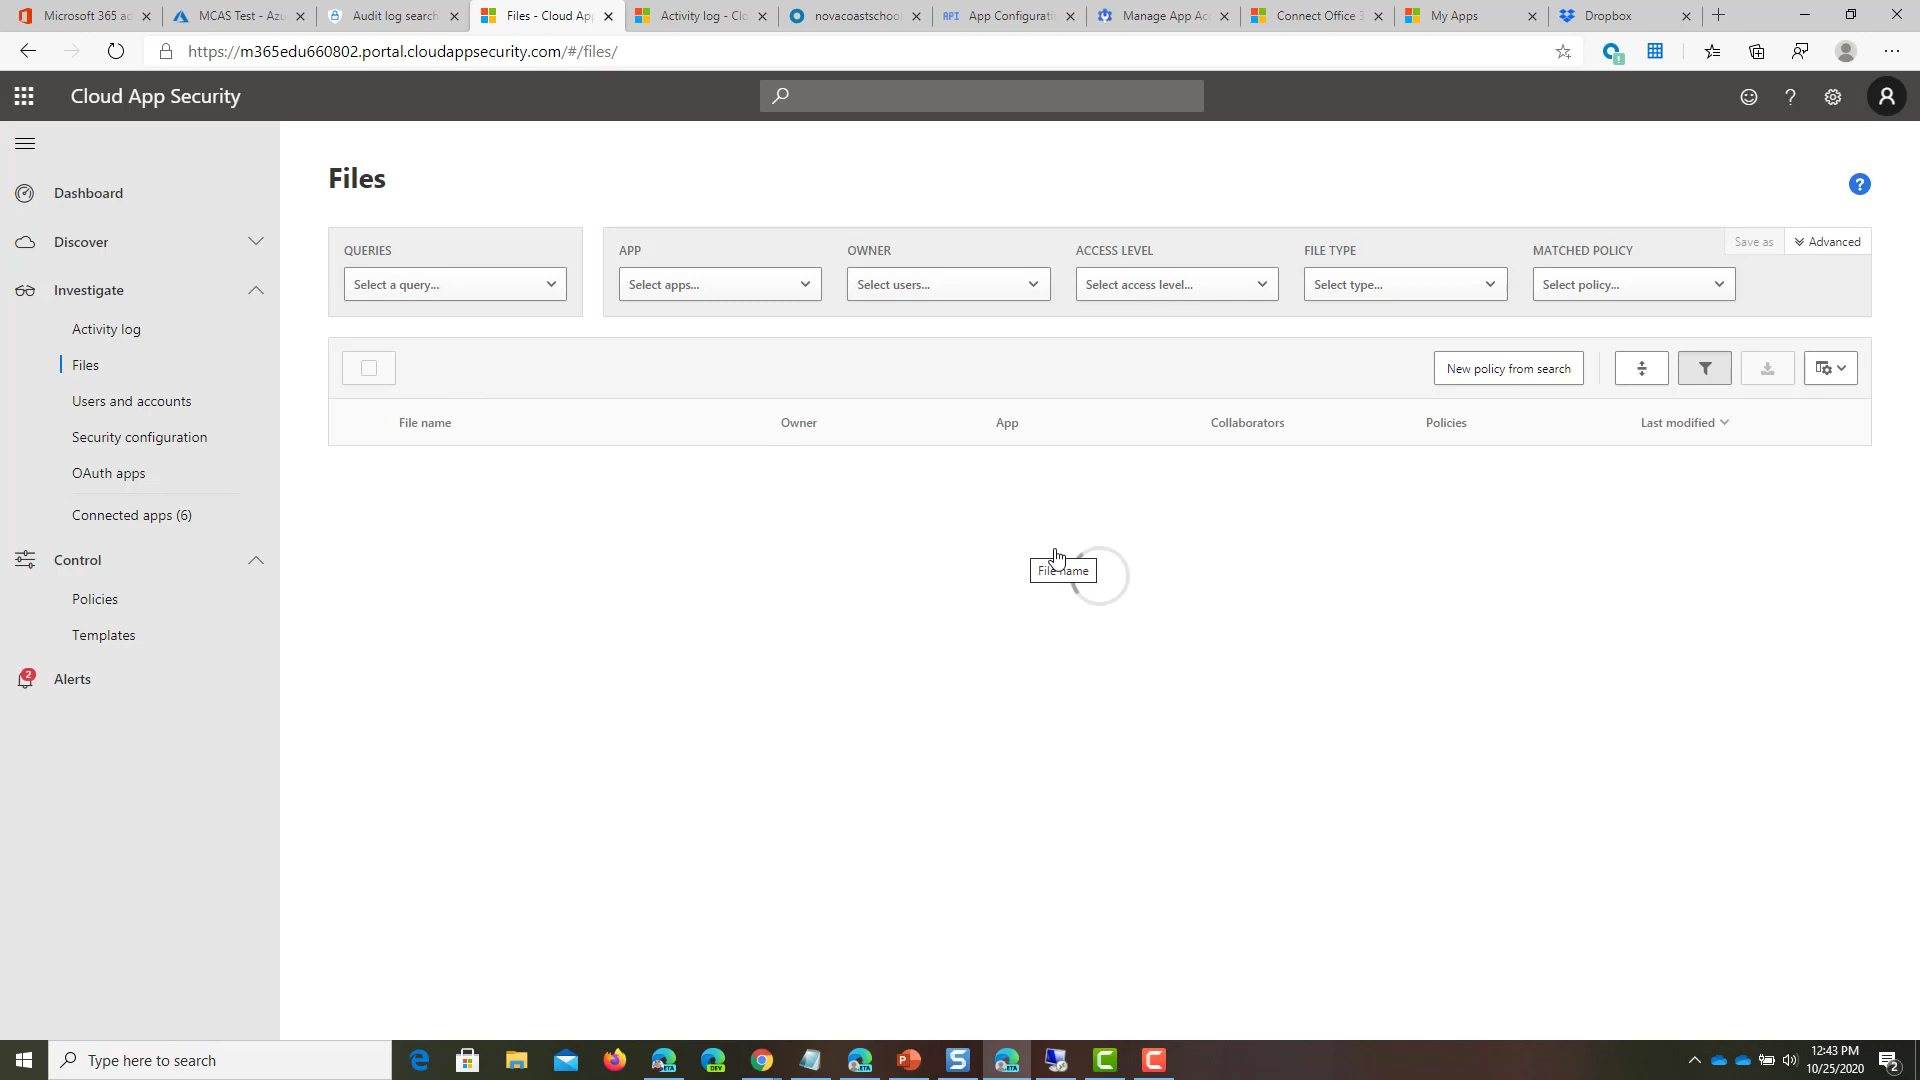 Microsoft 365 ad
MCAS Test - Azu
Audit log search
Files - Cloud App
Activity log - Clo
novacoastschool
App Configurati
Manage App Ac
Connect Office 3
My Apps
Dropbox
https://m365edu660802.portal.cloudappsecurity.com/#/files/
Cloud App Security
Dashboard
Discover
Investigate
Activity log
Files
Users and accounts
Security configuration
OAuth apps
Connected apps (6)
Control
Policies
Templates
2
Alerts
Files
QUERIES
APP
OWNER
ACCESS LEVEL
FILE TYPE
MATCHED POLICY
Save as
Advanced
Select a query...
Select apps...
Select users...
Select access level...
Select type...
Select policy...
New policy from search
File name
Owner
App
Collaborators
Policies
Last modified
File name
Type here to search
12:43 PM
10/25/2020
2